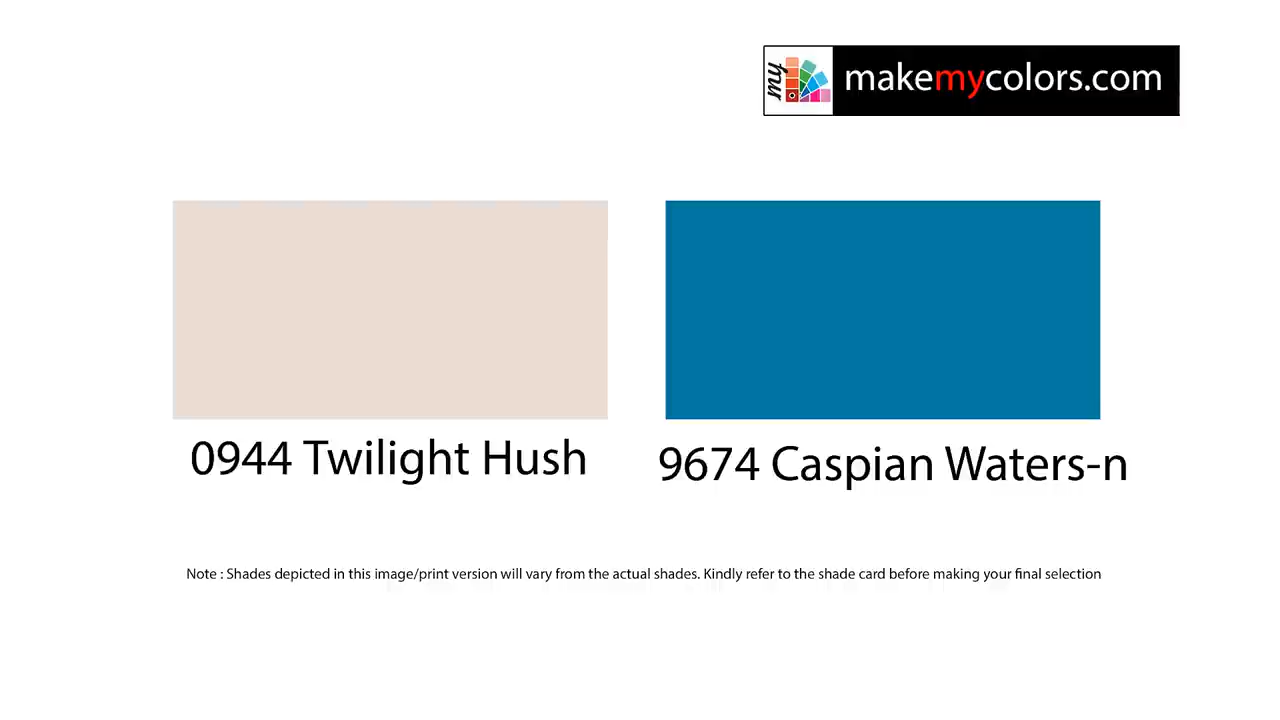 my
makemycolors.com
0944 Twilight Hush
9674 Caspian Waters-n
Note : Shades depicted in this image/print version will vary from the actual shades. Kindly refer to the shade card before making your final selection